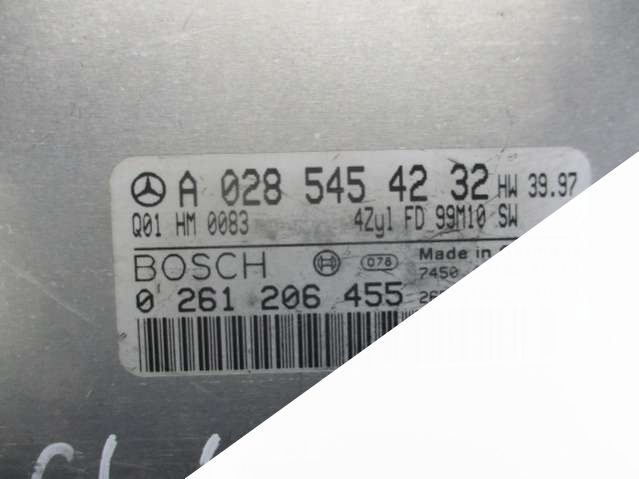 A 028 545 42 32 HW 39.97
Q01 HM 0083 4Zyl FD 99M10 SW
BOSCH 078 Made in
0 261 206 455 7450